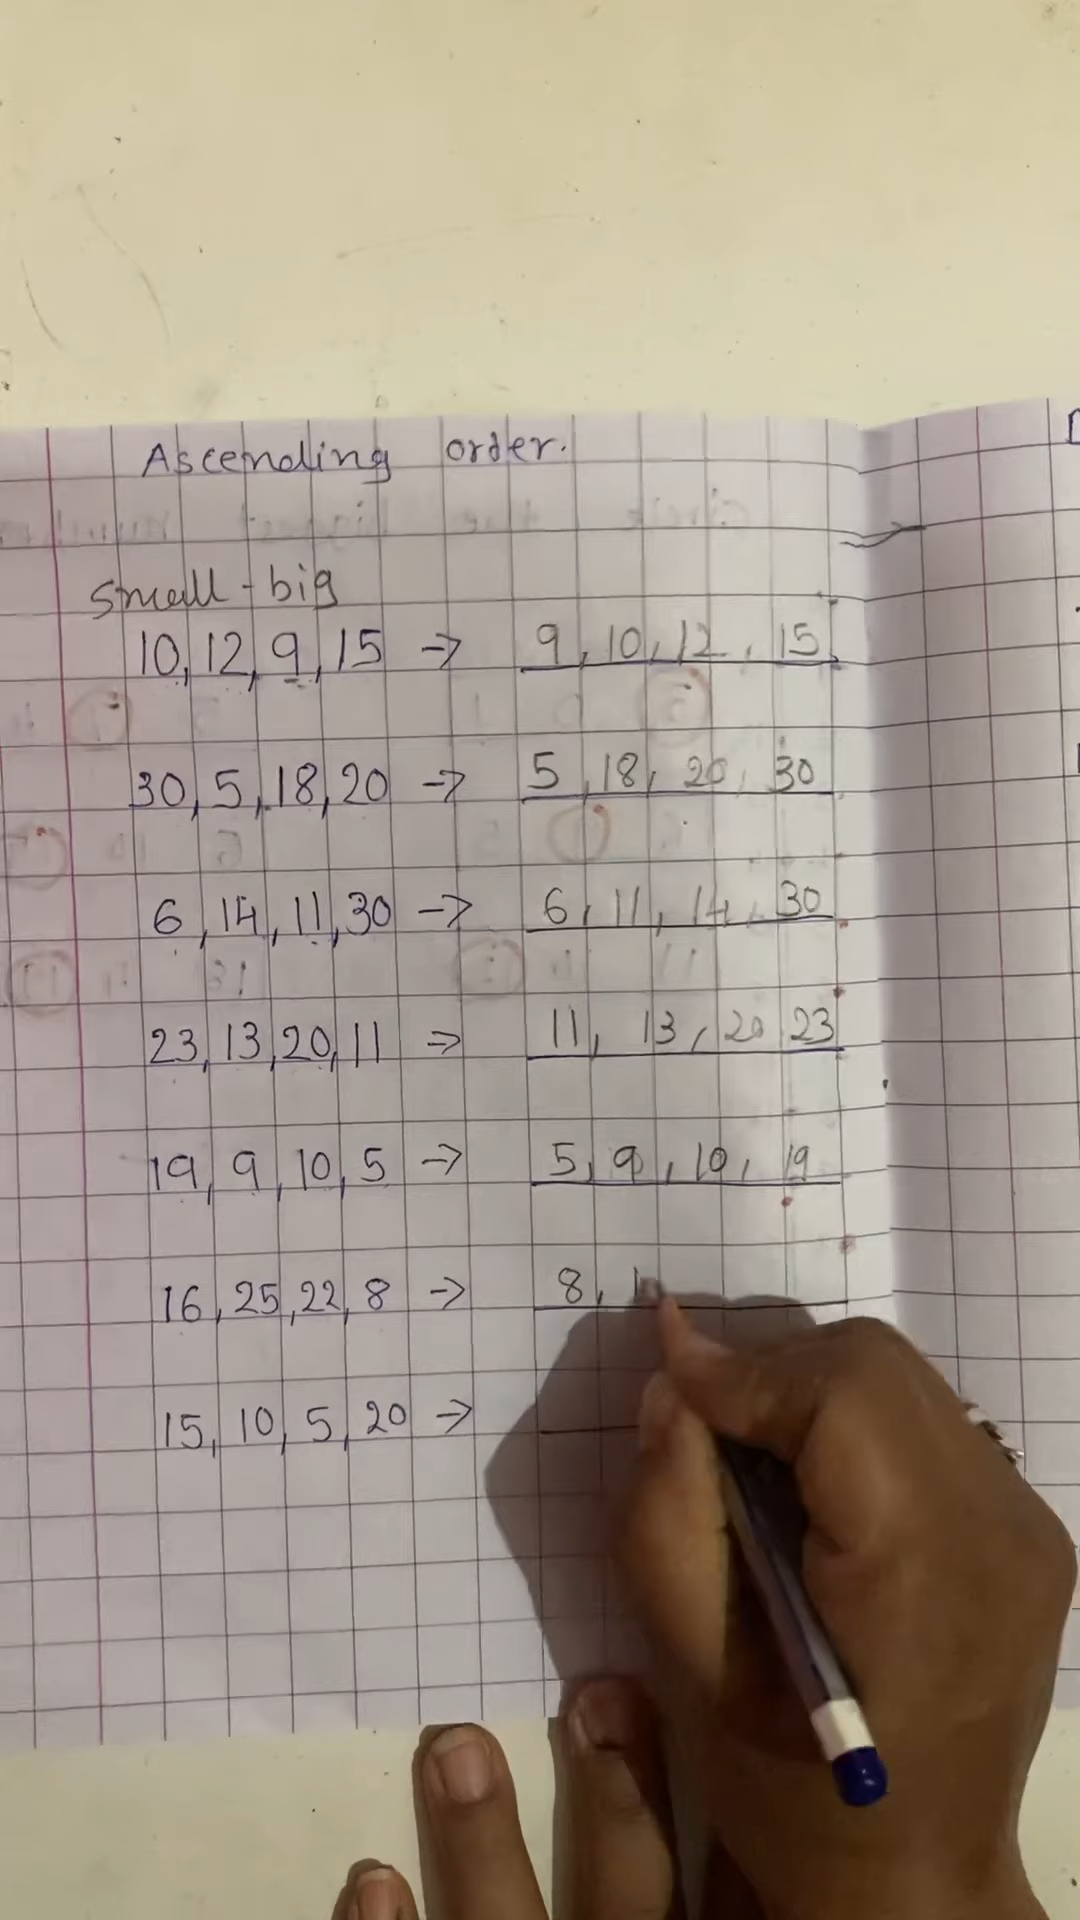 Ascending order.
Small - big
10, 12, 9, 15 → 9, 10, 12, 15
30, 5, 18, 20 → 5, 18, 20, 30
6, 14, 11, 30 → 6, 11, 14, 30
23, 13, 20, 11 → 11, 13, 20 23
19, 9, 10, 5 → 5, 9, 10, 19
16, 25, 22, 8 → 8, 1
15, 10, 5, 20 →